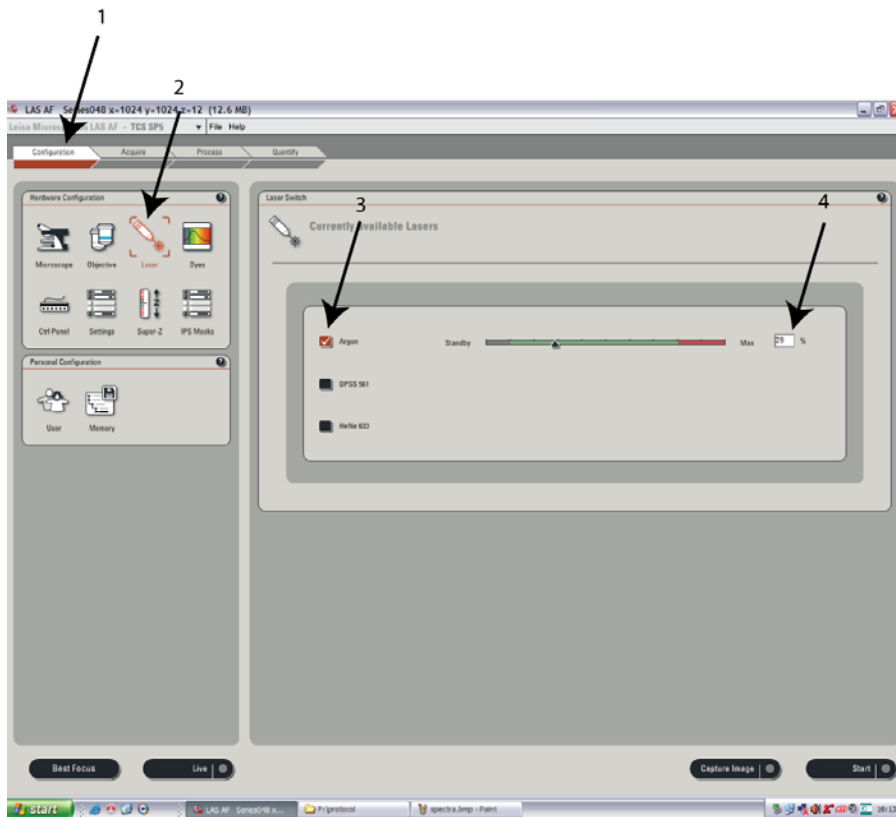 1
2
LAS AF Series048 x=1024 y=1024 z=12 (12.6 MB)
LAS AF - TCS SP5 File Help
Configuration Acquire Process Quantify
Hardware Configuration
Microscope Objective Laser Dyes
Ctrl Panel Settings Super-Z IPS Masks
Personal Configuration
User Memory
Laser Switch
3
4
Currently available Lasers
Argon Standby Max 29 %
DPSS 561
HeNe 633
Best Focus Live Capture Image Start
start LAS AF Series048 x... P:\protocol spectra.bmp - Paint 16:13